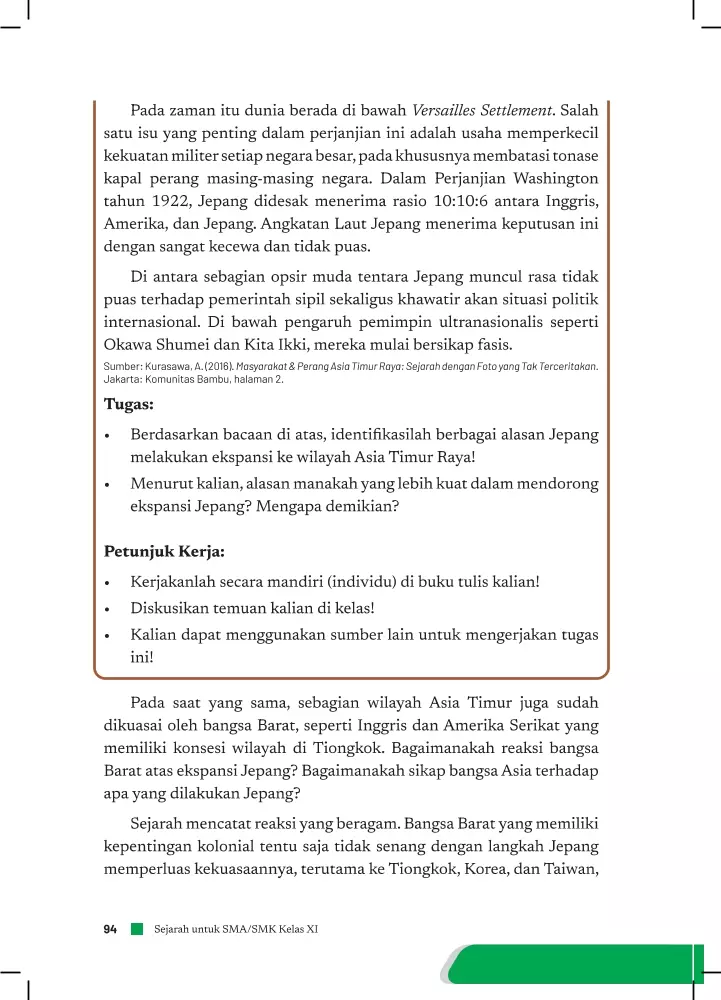 Pada zaman itu dunia berada di bawah Versailles Settlement. Salah
satu isu yang penting dalam perjanjian ini adalah usaha memperkecil
kekuatan militer setiap negara besar, pada khususnya membatasi tonase
kapal perang masing-masing negara. Dalam Perjanjian Washington
tahun 1922, Jepang didesak menerima rasio 10:10:6 antara Inggris,
Amerika, dan Jepang. Angkatan Laut Jepang menerima keputusan ini
dengan sangat kecewa dan tidak puas.
Di antara sebagian opsir muda tentara Jepang muncul rasa tidak
puas terhadap pemerintah sipil sekaligus khawatir akan situasi politik
internasional. Di bawah pengaruh pemimpin ultranasionalis seperti
Okawa Shumei dan Kita Ikki, mereka mulai bersikap fasis.
Sumber: Kurasawa, A. (2016). Masyarakat & Perang Asia Timur Raya: Sejarah dengan Foto yang Tak Terceritakan.
Jakarta: Komunitas Bambu, halaman 2.
Tugas:
• Berdasarkan bacaan di atas, identifikasilah berbagai alasan Jepang
melakukan ekspansi ke wilayah Asia Timur Raya!
• Menurut kalian, alasan manakah yang lebih kuat dalam mendorong
ekspansi Jepang? Mengapa demikian?
Petunjuk Kerja:
• Kerjakanlah secara mandiri (individu) di buku tulis kalian!
• Diskusikan temuan kalian di kelas!
• Kalian dapat menggunakan sumber lain untuk mengerjakan tugas
ini!
Pada saat yang sama, sebagian wilayah Asia Timur juga sudah
dikuasai oleh bangsa Barat, seperti Inggris dan Amerika Serikat yang
memiliki konsesi wilayah di Tiongkok. Bagaimanakah reaksi bangsa
Barat atas ekspansi Jepang? Bagaimanakah sikap bangsa Asia terhadap
apa yang dilakukan Jepang?
Sejarah mencatat reaksi yang beragam. Bangsa Barat yang memiliki
kepentingan kolonial tentu saja tidak senang dengan langkah Jepang
memperluas kekuasaannya, terutama ke Tiongkok, Korea, dan Taiwan,
94 Sejarah untuk SMA/SMK Kelas XI